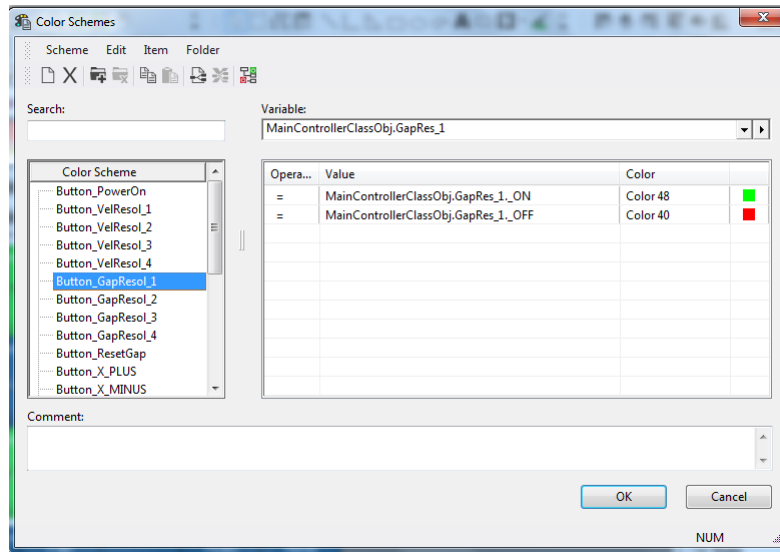 Color Schemes
Scheme Edit Item Folder
Search:
Variable:
MainControllerClassObj.GapRes_1
Color Scheme
Button_PowerOn
Button_VelResol_1
Button_VelResol_2
Button_VelResol_3
Button_VelResol_4
Button_GapResol_1
Button_GapResol_2
Button_GapResol_3
Button_GapResol_4
Button_ResetGap
Button_X_PLUS
Button_X_MINUS
Opera... Value Color
= MainControllerClassObj.GapRes_1._ON Color 48
= MainControllerClassObj.GapRes_1._OFF Color 40
Comment:
OK Cancel
NUM